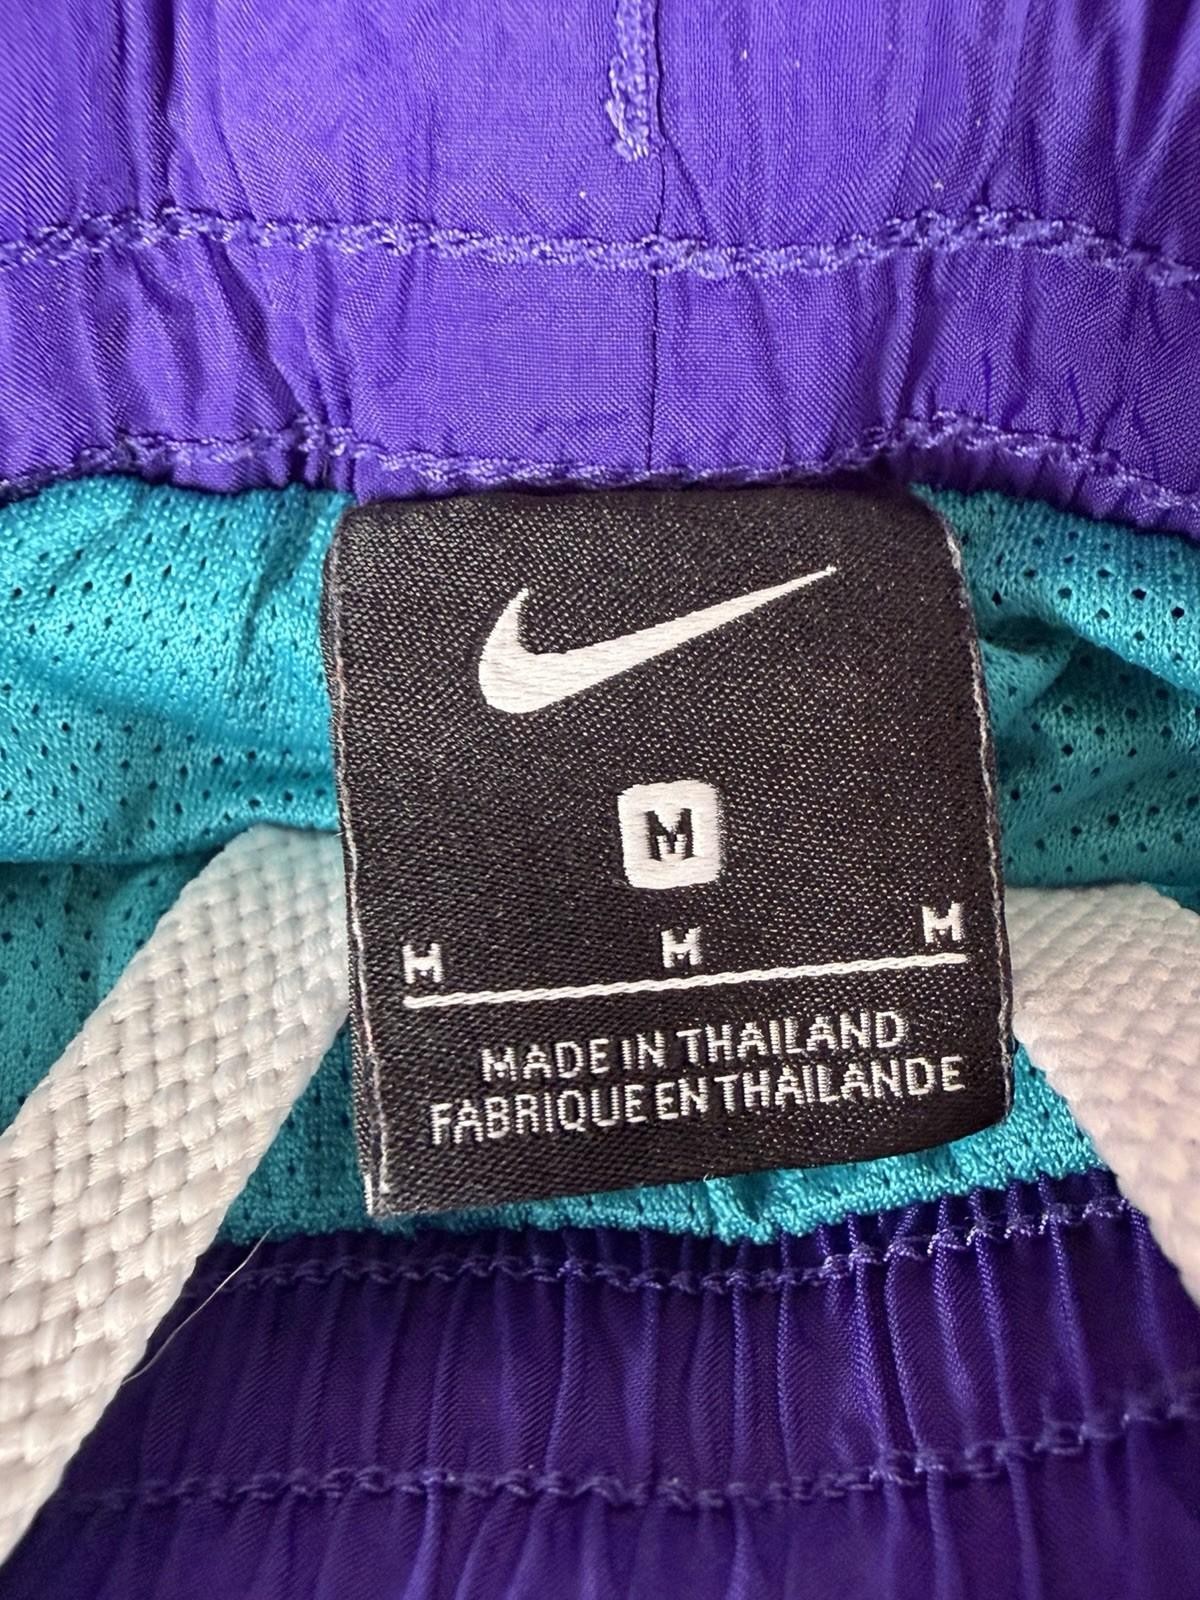 M
M M M
MADE IN THAILAND
FABRIQUE EN THAILANDE